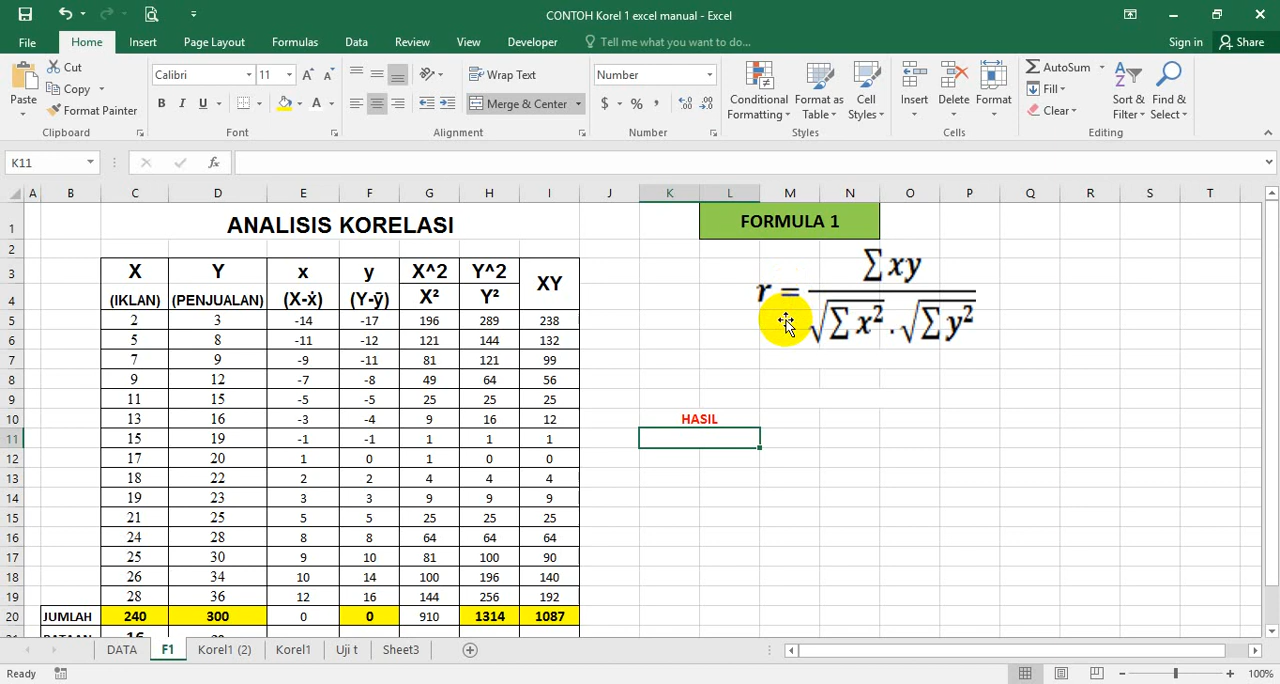 CONTOH Korel 1 excel manual - Excel
File Home Insert Page Layout Formulas Data Review View Developer Tell me what you want to do... Sign in Share
Paste Cut Copy Format Painter Clipboard
Calibri 11 B I U A Font
Wrap Text Merge & Center Alignment
Number $ % , Number
Conditional Formatting Format as Table Cell Styles Styles
Insert Delete Format Cells
AutoSum Fill Clear Sort & Filter Find & Select Editing
K11 fx
A B C D E F G H I J K L M N O P Q R S T
1 ANALISIS KORELASI FORMULA 1
2
3 X Y x y X^2 Y^2 XY
4 (IKLAN) (PENJUALAN) (X-ẋ) (Y-ȳ) X² Y²
r = ∑xy / √∑x² . √∑y²
5 2 3 -14 -17 196 289 238
6 5 8 -11 -12 121 144 132
7 7 9 -9 -11 81 121 99
8 9 12 -7 -8 49 64 56
9 11 15 -5 -5 25 25 25
10 13 16 -3 -4 9 16 12 HASIL
11 15 19 -1 -1 1 1 1
12 17 20 1 0 1 0 0
13 18 22 2 2 4 4 4
14 19 23 3 3 9 9 9
15 21 25 5 5 25 25 25
16 24 28 8 8 64 64 64
17 25 30 9 10 81 100 90
18 26 34 10 14 100 196 140
19 28 36 12 16 144 256 192
20 JUMLAH 240 300 0 0 910 1314 1087
DATA F1 Korel1 (2) Korel1 Uji t Sheet3
Ready 100%